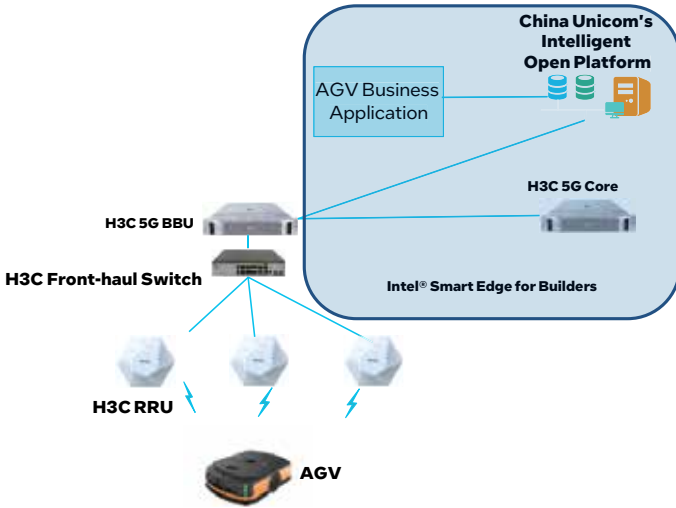 China Unicom's
Intelligent
Open Platform
AGV Business
Application
H3C 5G Core
H3C 5G BBU
H3C Front-haul Switch
Intel® Smart Edge for Builders
H3C RRU
AGV